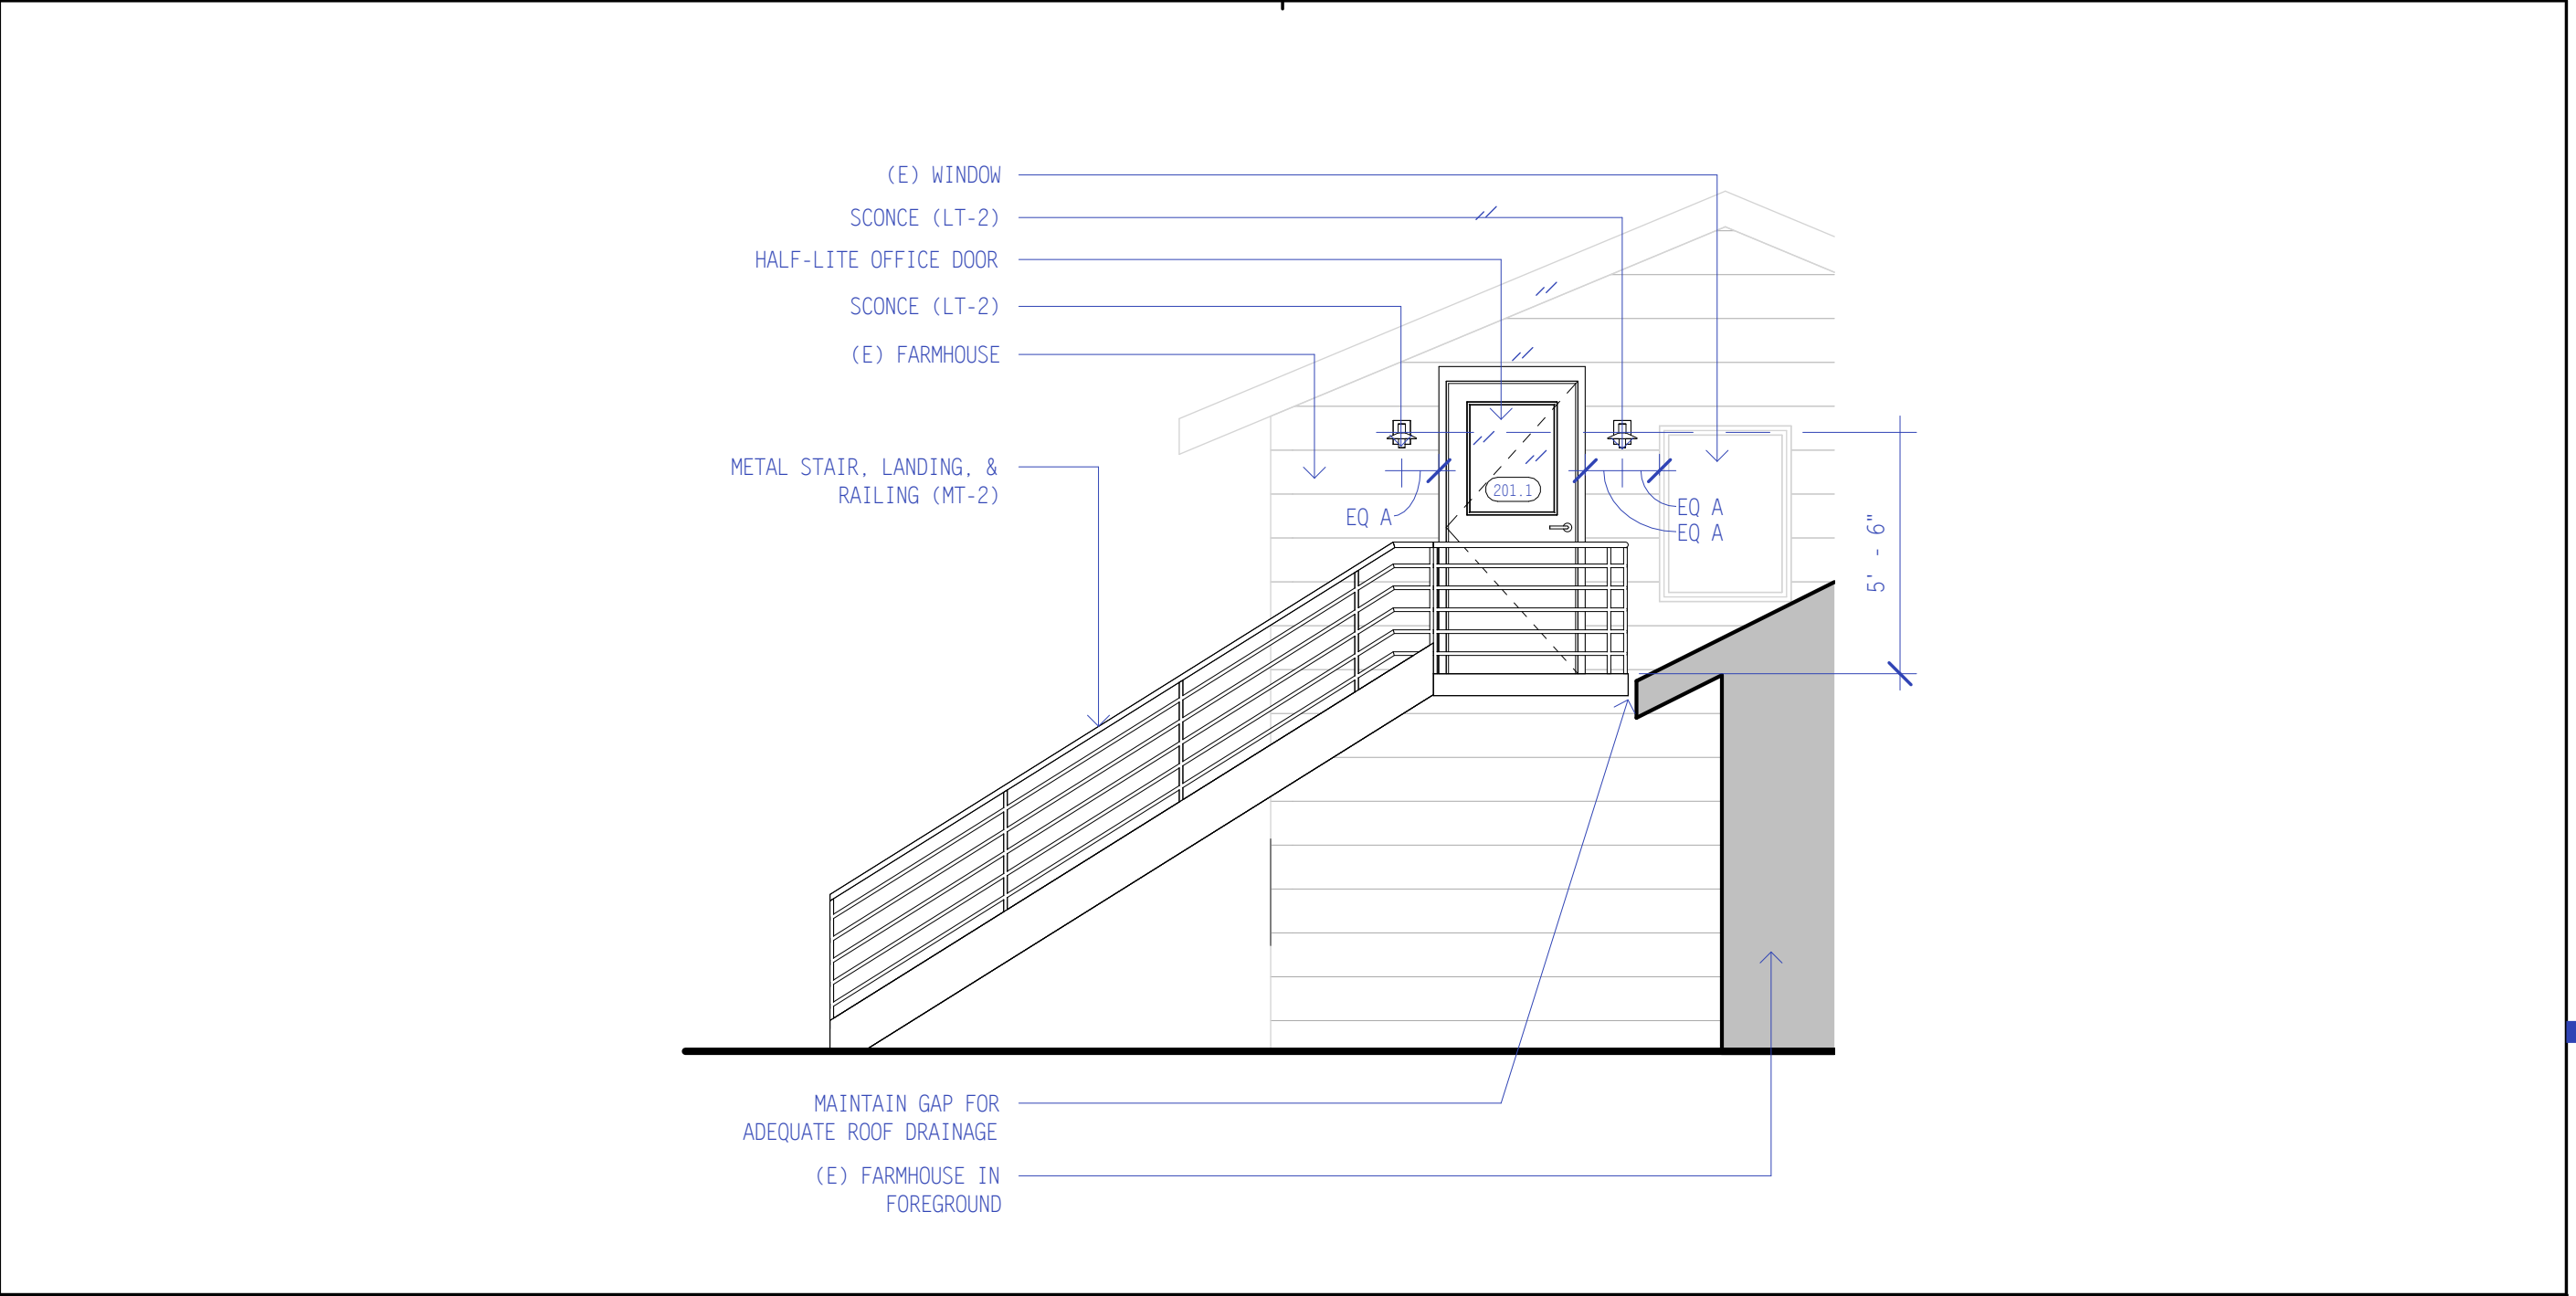 (E) WINDOW
SCONCE (LT-2)
HALF-LITE OFFICE DOOR
SCONCE (LT-2)
(E) FARMHOUSE
METAL STAIR, LANDING, &
RAILING (MT-2)
201.1
EQ A
EQ A
EQ A
5' - 6"
MAINTAIN GAP FOR
ADEQUATE ROOF DRAINAGE
(E) FARMHOUSE IN
FOREGROUND